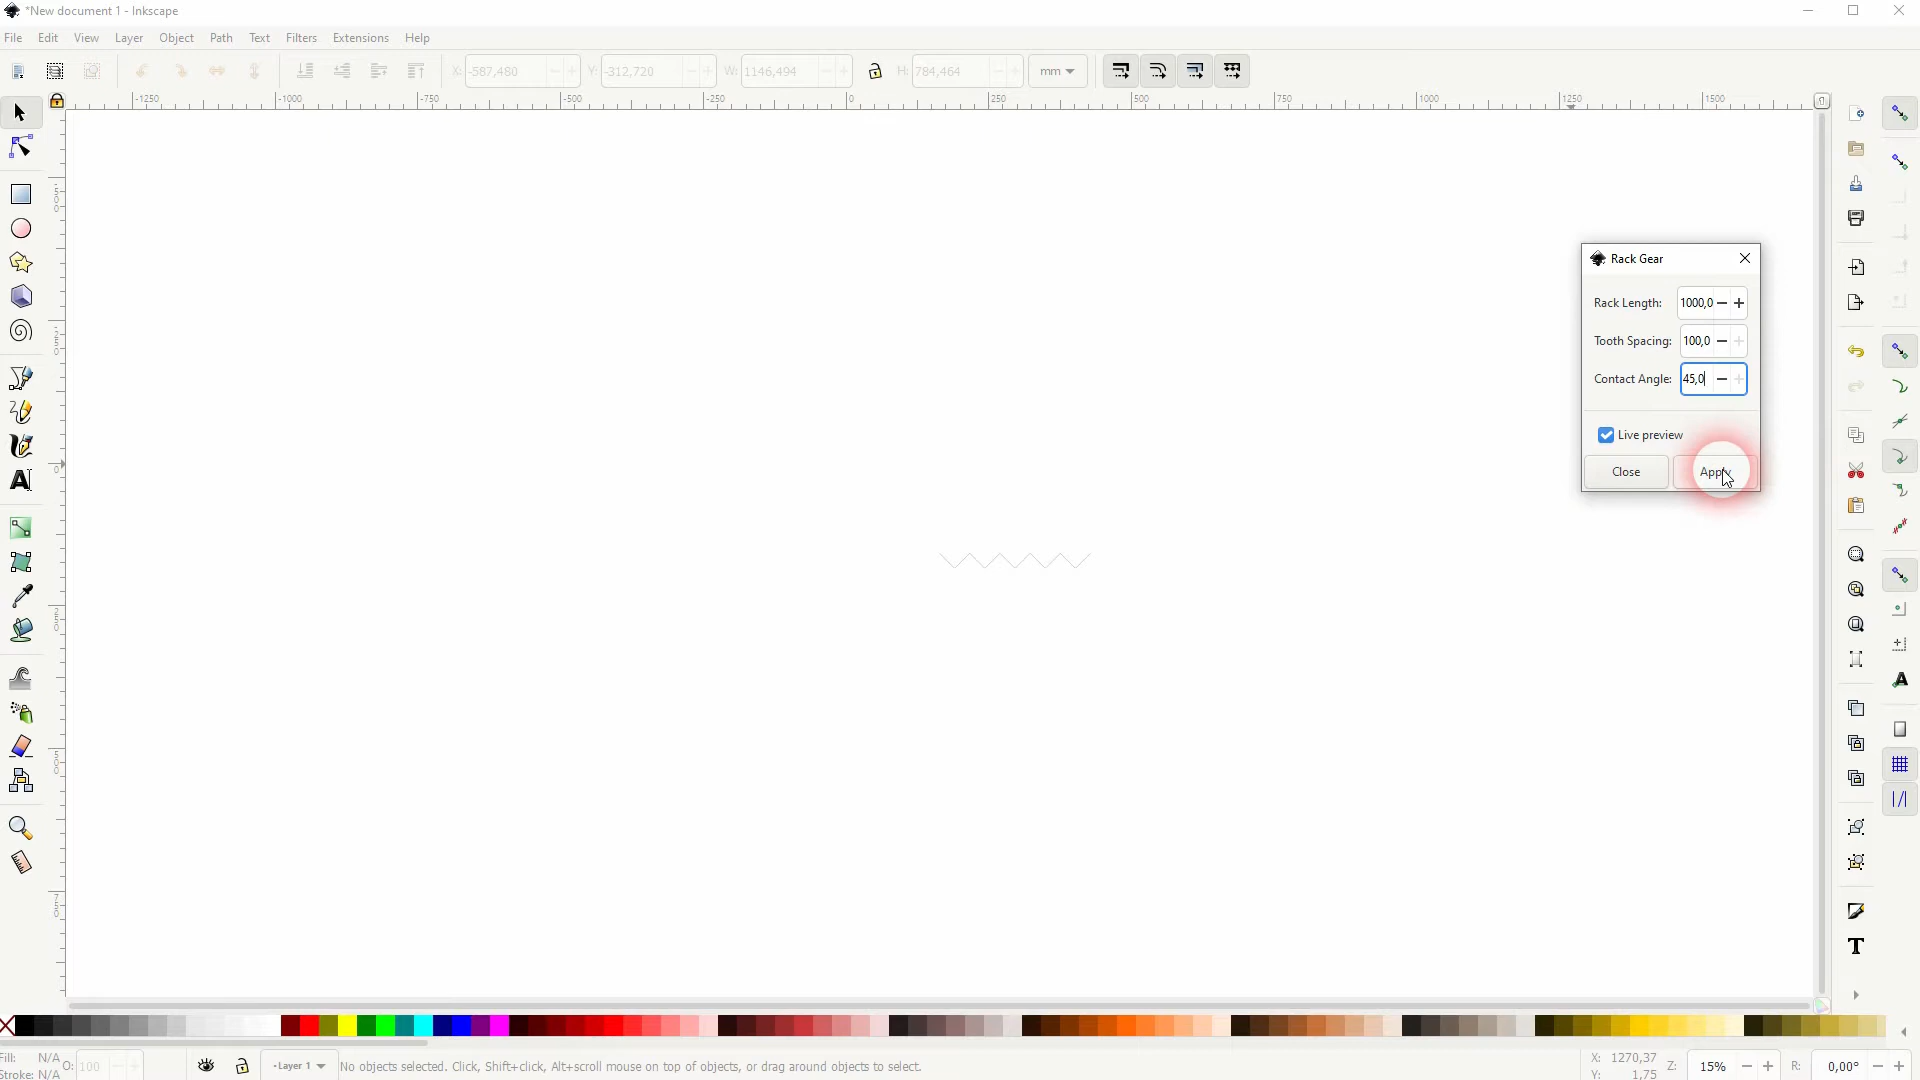 *New document 1 - Inkscape
File Edit View Layer Object Path Text Filters Extensions Help
X: -587,480 Y: -312,720 W: 1146,494 H: 784,464 mm
-1250 -1000 -750 -500 -250 0 250 500 750 1000 1250 1500
Rack Gear
Rack Length: 1000,0
Tooth Spacing: 100,0
Contact Angle: 45,0
Live preview
Close Apply
Fill: N/A
Stroke: N/A
O: 100
Layer 1
No objects selected. Click, Shift+click, Alt+scroll mouse on top of objects, or drag around objects to select.
X: 1270,37
Y: 1,75
Z: 15%
R: 0,00°